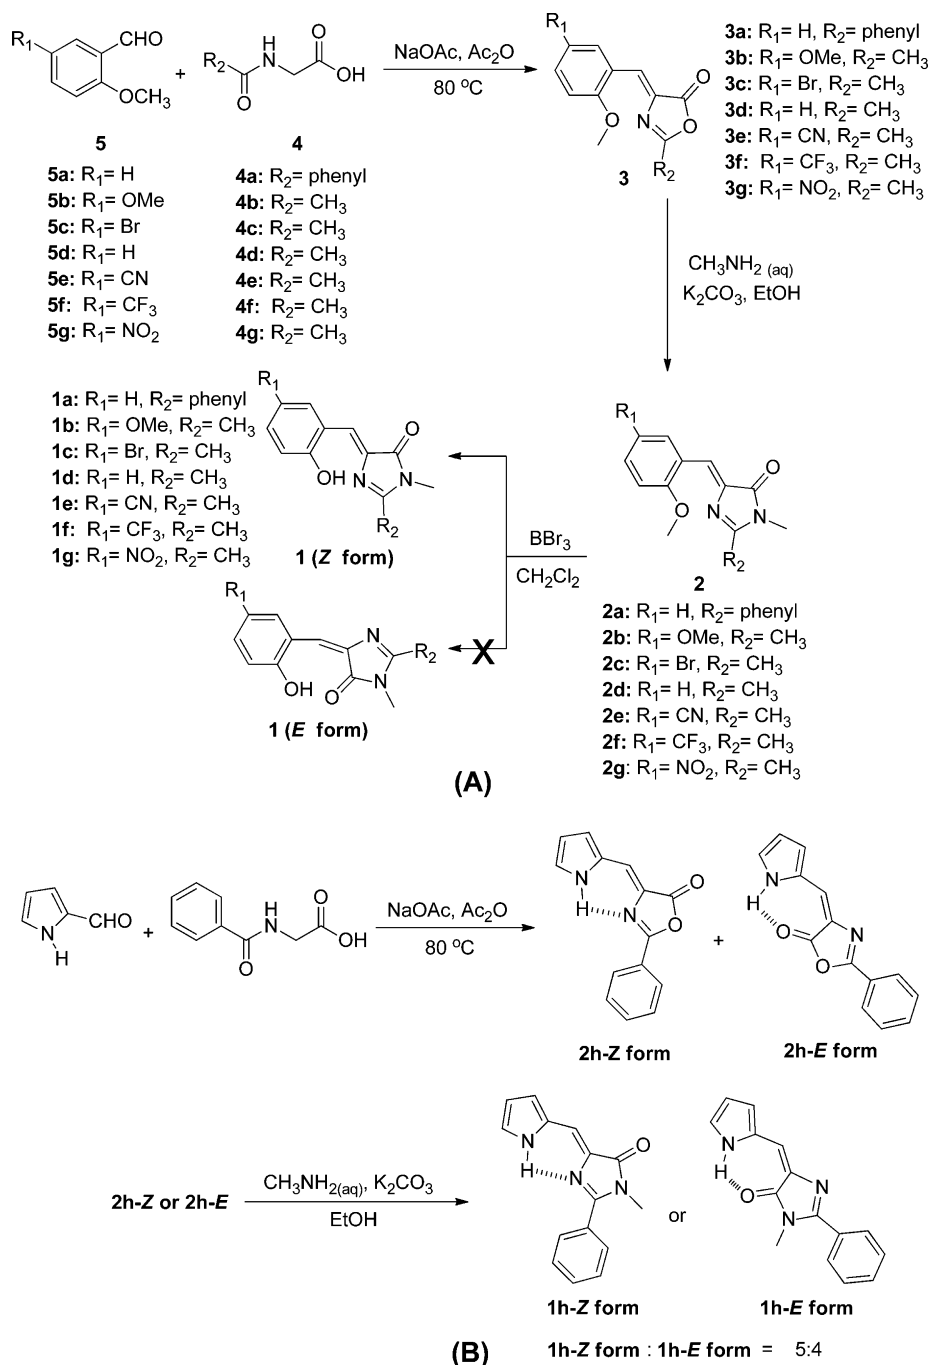 R1
CHO
OCH3
+
R2
H
N
O
O
OH
NaOAc, Ac2O
80 °C
R1
O
N
O
O
R2
5
4
3
5a: R1= H
5b: R1= OMe
5c: R1= Br
5d: R1= H
5e: R1= CN
5f: R1= CF3
5g: R1= NO2
4a: R2= phenyl
4b: R2= CH3
4c: R2= CH3
4d: R2= CH3
4e: R2= CH3
4f: R2= CH3
4g: R2= CH3
3a: R1= H, R2= phenyl
3b: R1= OMe, R2= CH3
3c: R1= Br, R2= CH3
3d: R1= H, R2= CH3
3e: R1= CN, R2= CH3
3f: R1= CF3, R2= CH3
3g: R1= NO2, R2= CH3
CH3NH2 (aq)
K2CO3, EtOH
1a: R1= H, R2= phenyl
1b: R1= OMe, R2= CH3
1c: R1= Br, R2= CH3
1d: R1= H, R2= CH3
1e: R1= CN, R2= CH3
1f: R1= CF3, R2= CH3
1g: R1= NO2, R2= CH3
R1
OH
O
N
N
R2
1 (Z form)
R1
OH
N
R2
O
N
1 (E form)
BBr3
CH2Cl2
X
R1
O
O
N
N
R2
2
2a: R1= H, R2= phenyl
2b: R1= OMe, R2= CH3
2c: R1= Br, R2= CH3
2d: R1= H, R2= CH3
2e: R1= CN, R2= CH3
2f: R1= CF3, R2= CH3
2g: R1= NO2, R2= CH3
(A)
N
H
CHO
+
O
H
N
O
OH
NaOAc, Ac2O
80 °C
N
H
N
O
O
2h-Z form
+
N
H
O
O
N
2h-E form
2h-Z or 2h-E
CH3NH2(aq), K2CO3
EtOH
N
H
N
O
N
1h-Z form
or
N
H
O
N
N
1h-E form
(B)
1h-Z form : 1h-E form = 5:4